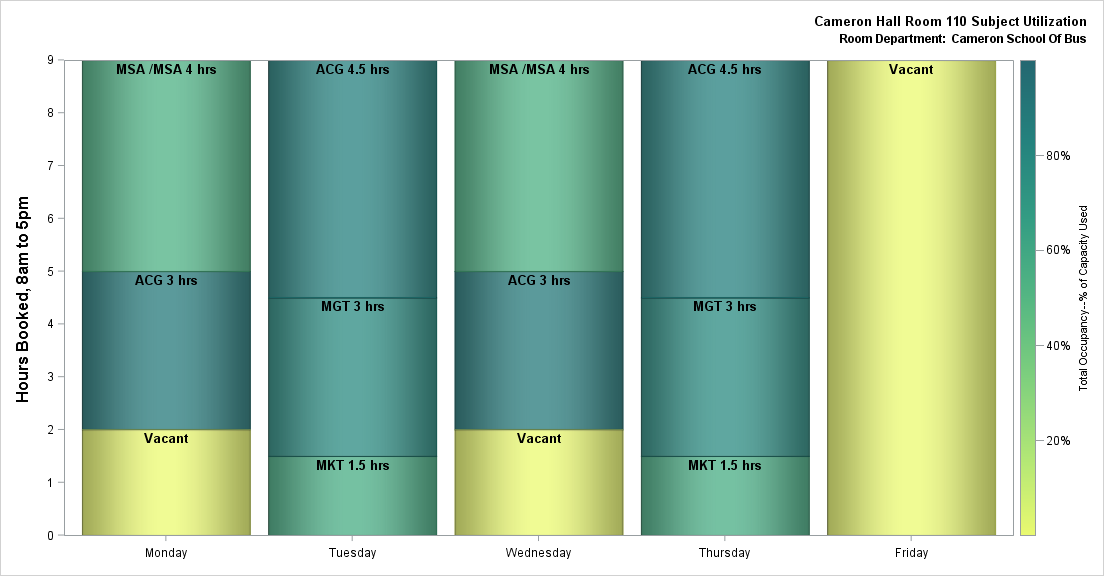 Cameron Hall Room 110 Subject Utilization
Room Department: Cameron School Of Bus
Hours Booked, 8am to 5pm
9
8
7
6
5
4
3
2
1
0
MSA /MSA 4 hrs
ACG 3 hrs
Vacant
ACG 4.5 hrs
MGT 3 hrs
MKT 1.5 hrs
MSA /MSA 4 hrs
ACG 3 hrs
Vacant
ACG 4.5 hrs
MGT 3 hrs
MKT 1.5 hrs
Vacant
Monday
Tuesday
Wednesday
Thursday
Friday
80%
60%
40%
20%
Total Occupancy--% of Capacity Used